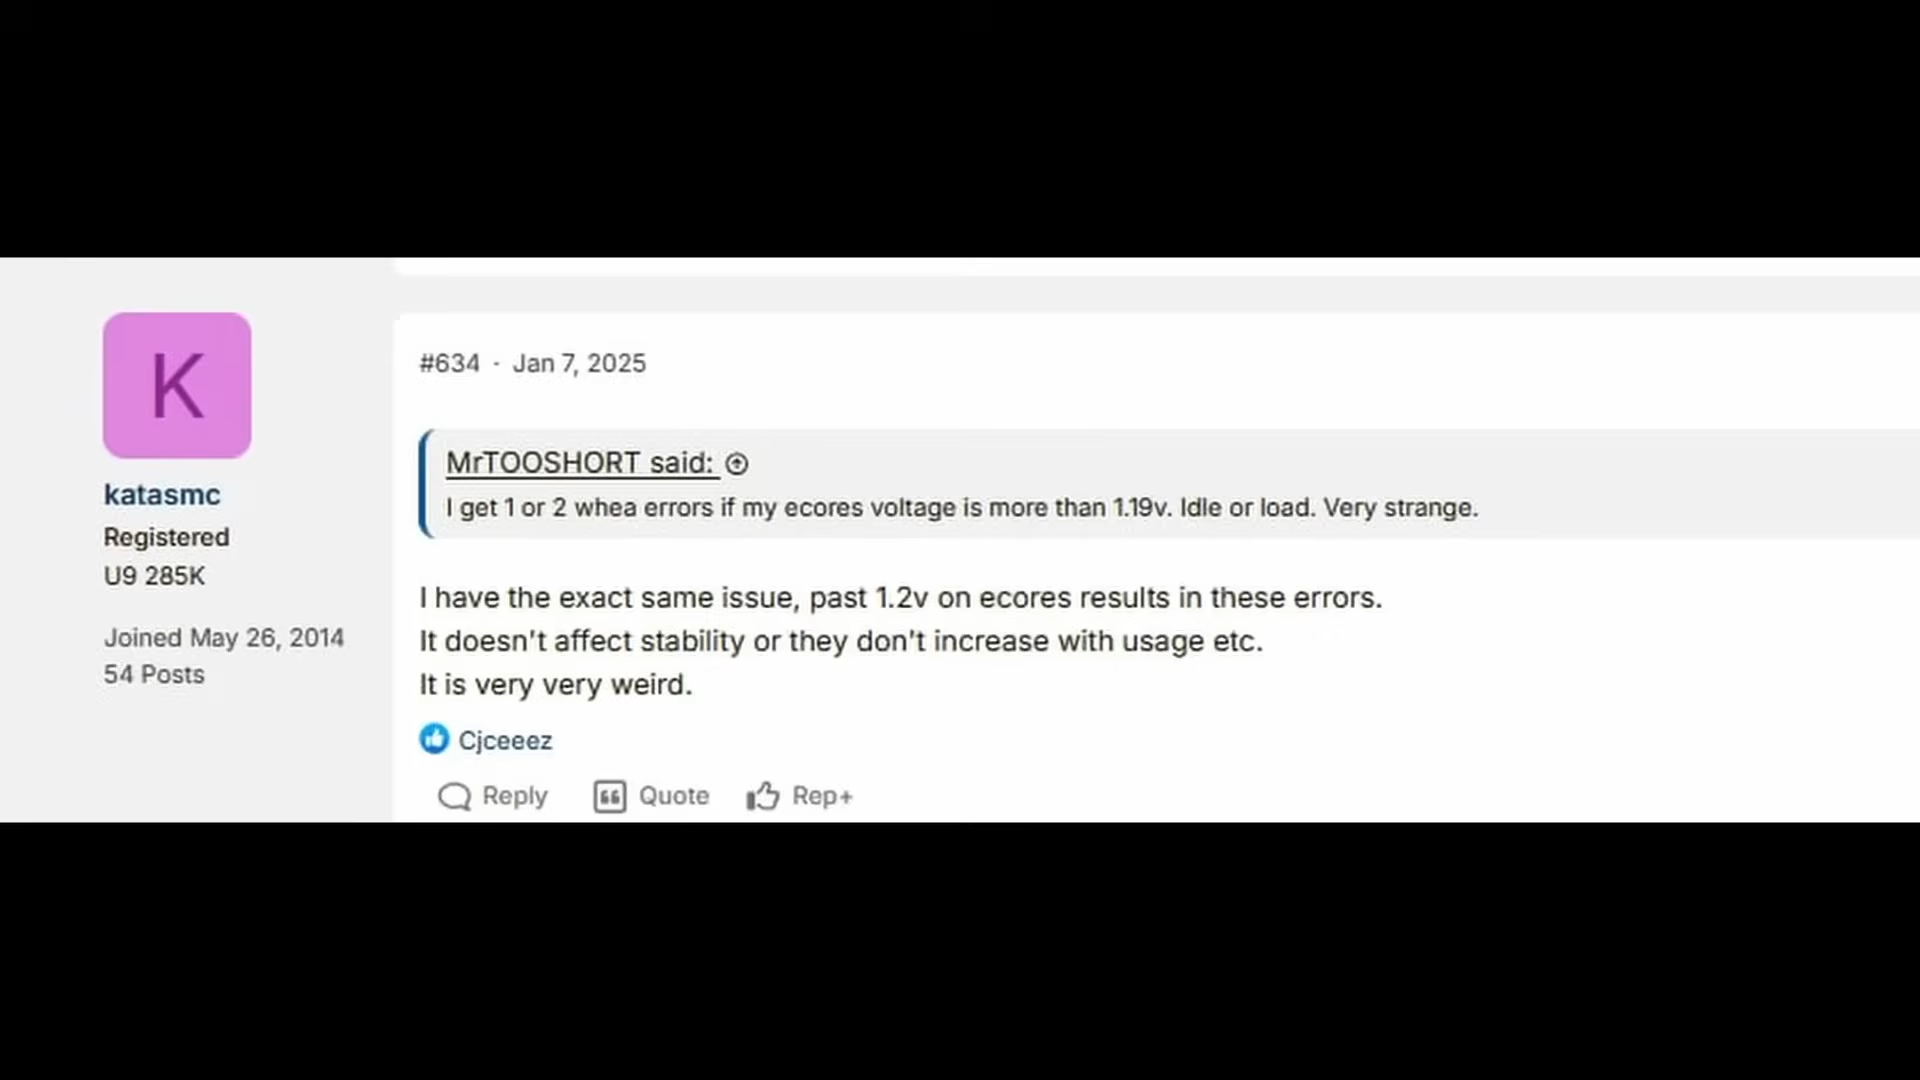 K
katasmc
Registered
U9 285K
Joined May 26, 2014
54 Posts
#634 · Jan 7, 2025
MrTOOSHORT said:
I get 1 or 2 whea errors if my ecores voltage is more than 1.19v. Idle or load. Very strange.
I have the exact same issue, past 1.2v on ecores results in these errors.
It doesn't affect stability or they don't increase with usage etc.
It is very very weird.
Cjceeez
Reply Quote Rep+